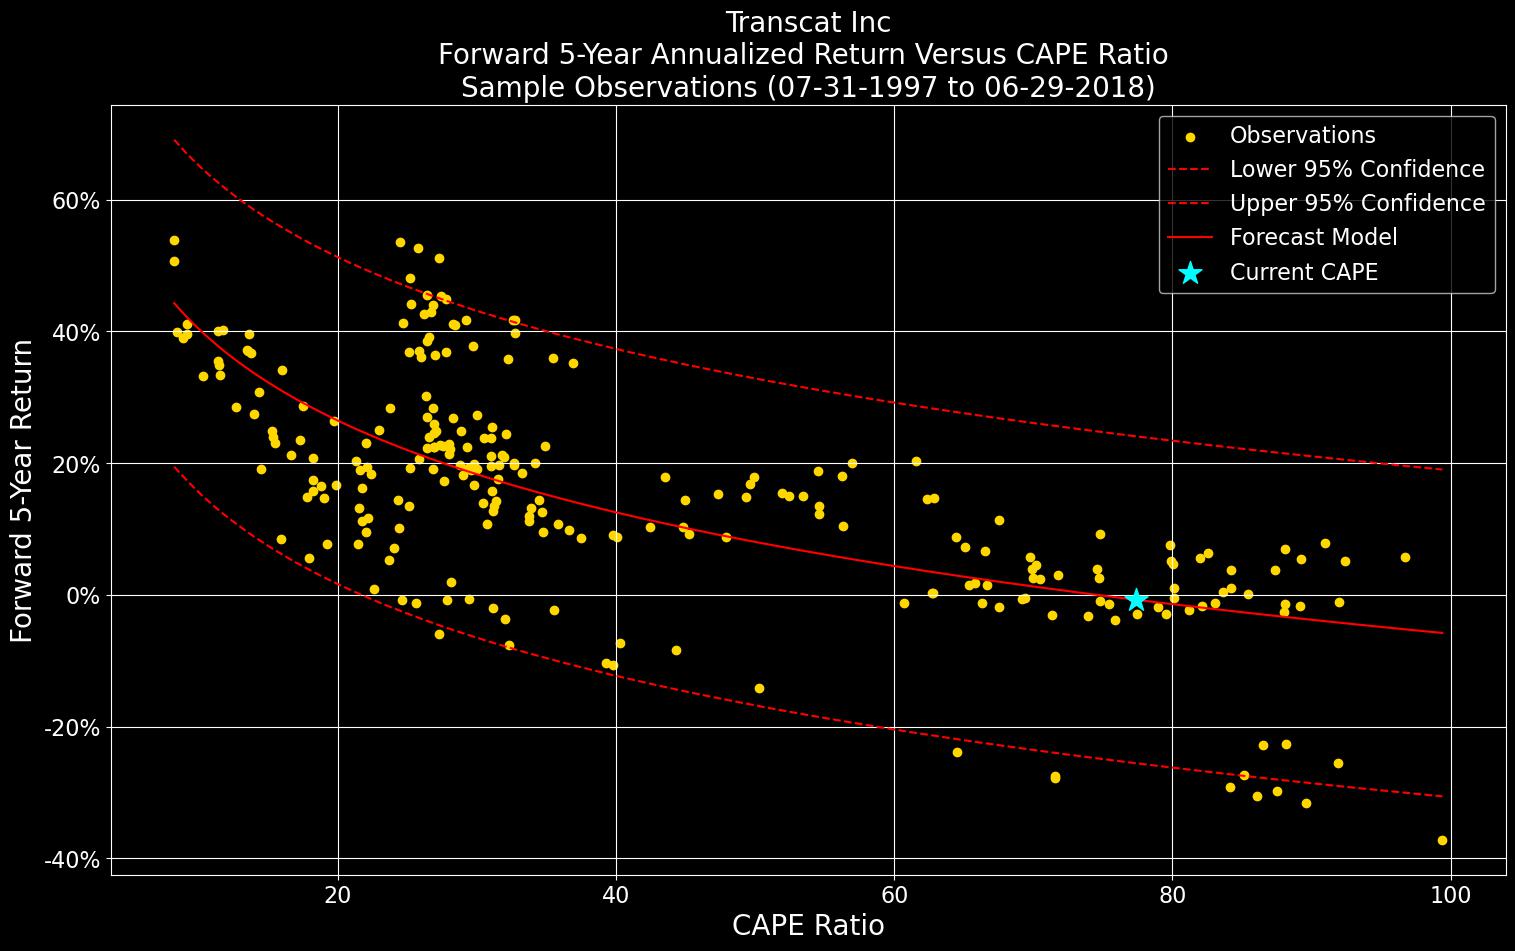 Transcat Inc
Forward 5-Year Annualized Return Versus CAPE Ratio
Sample Observations (07-31-1997 to 06-29-2018)
Observations
Lower 95% Confidence
Upper 95% Confidence
Forecast Model
Current CAPE
Forward 5-Year Return
60%
40%
20%
0%
-20%
-40%
20 40 60 80 100
CAPE Ratio